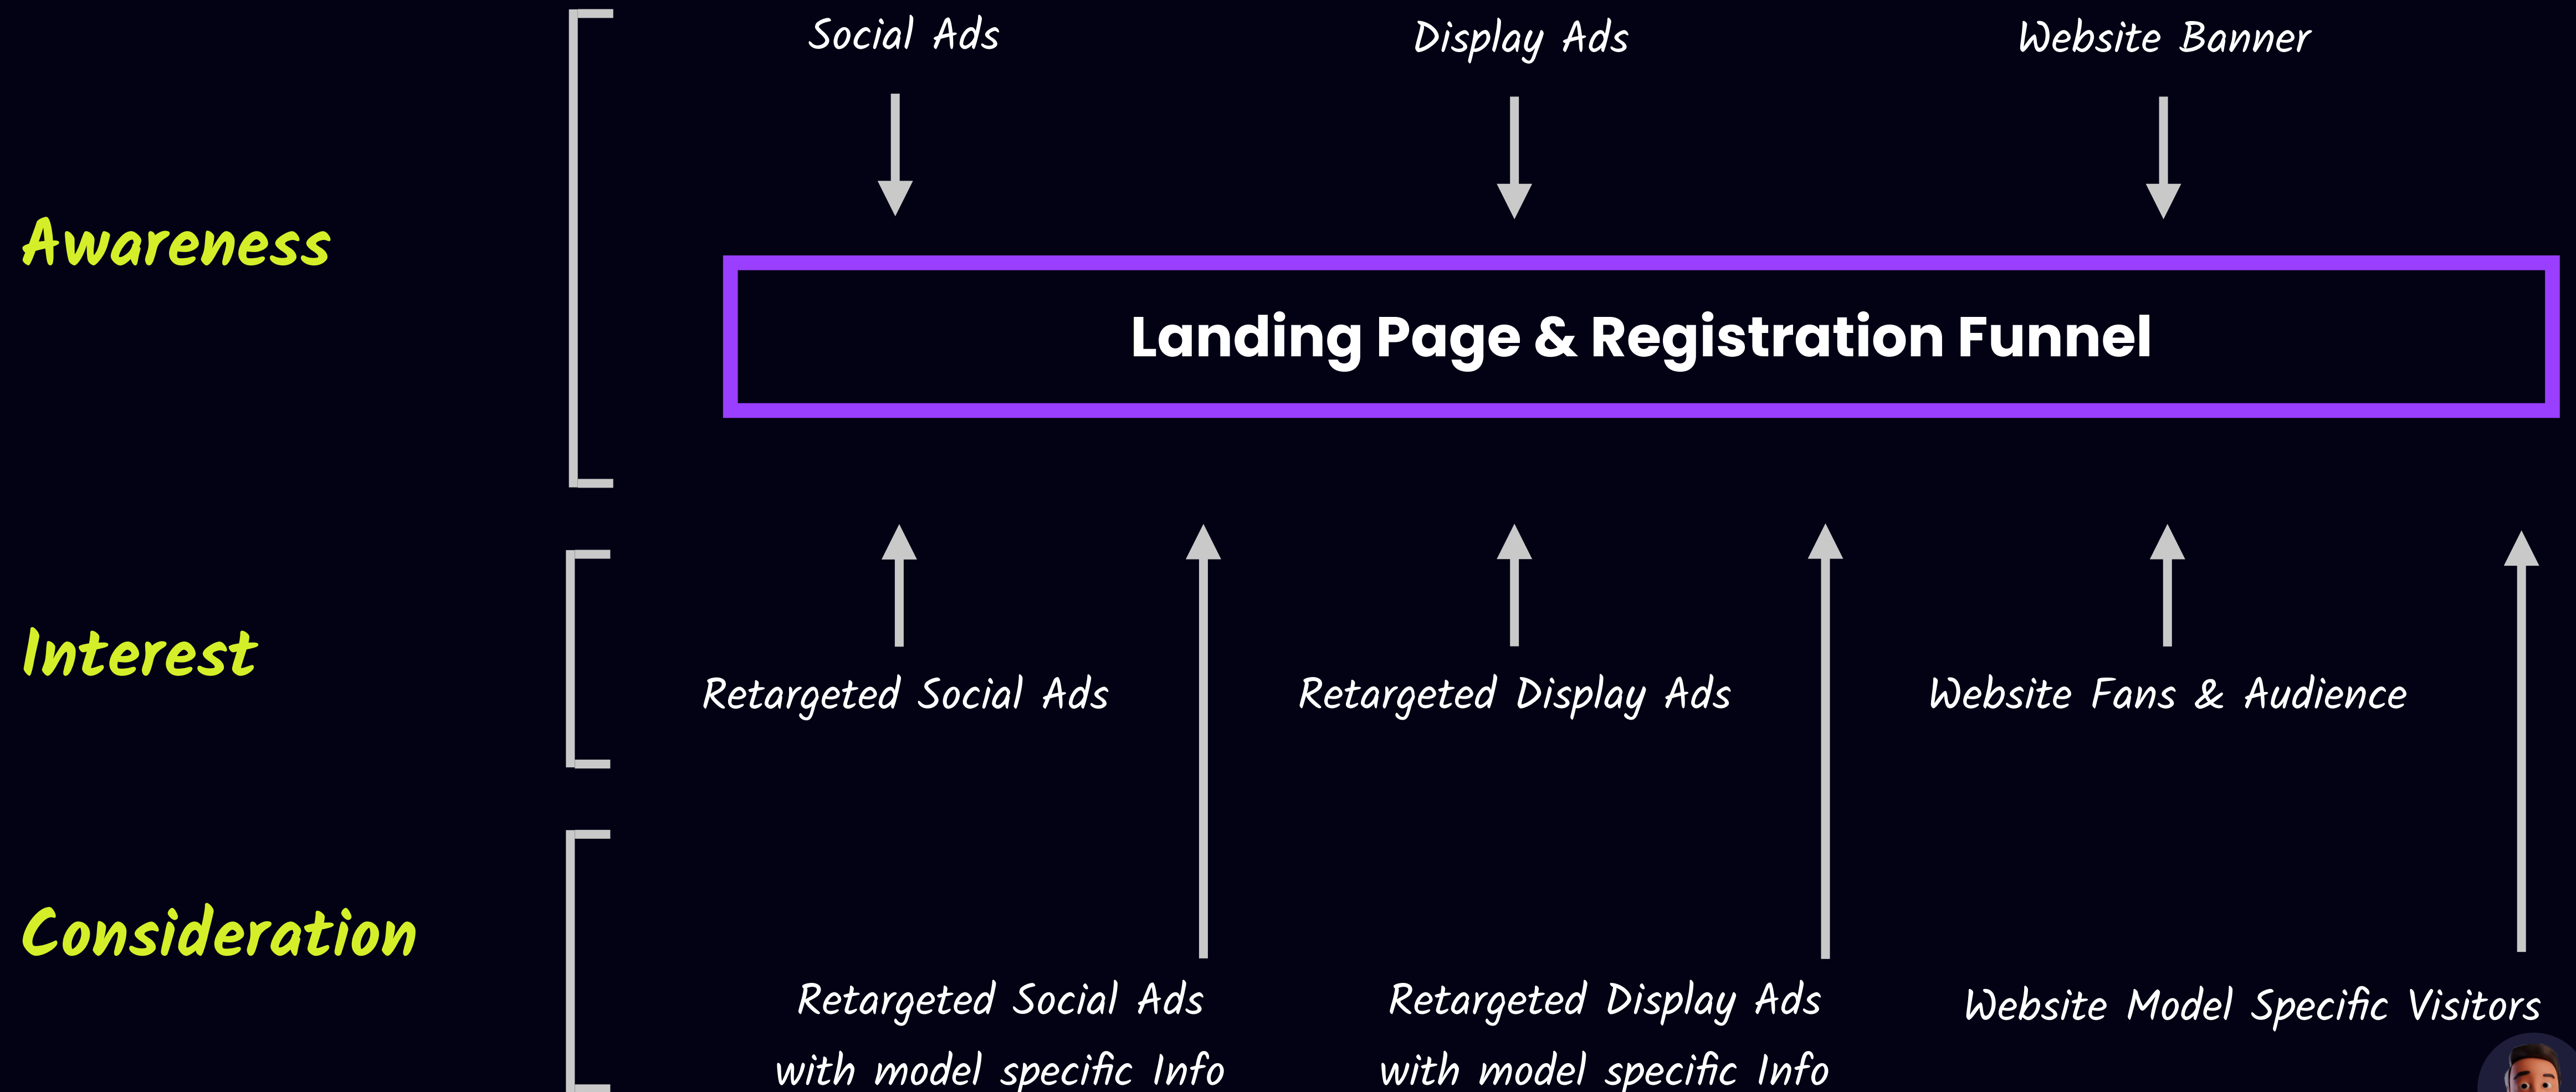 Social Ads
Display Ads
Website Banner
Awareness
Landing Page & Registration Funnel
Interest
Retargeted Social Ads
Retargeted Display Ads
Website Fans & Audience
Consideration
Retargeted Social Ads
with model specific Info
Retargeted Display Ads
with model specific Info
Website Model Specific Visitors